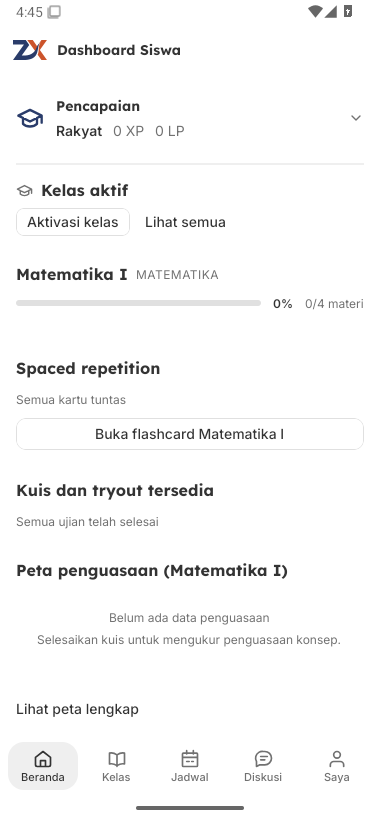 4:45
ZX Dashboard Siswa
Pencapaian
Rakyat 0 XP 0 LP
Kelas aktif
Aktivasi kelas Lihat semua
Matematika I MATEMATIKA
0% 0/4 materi
Spaced repetition
Semua kartu tuntas
Buka flashcard Matematika I
Kuis dan tryout tersedia
Semua ujian telah selesai
Peta penguasaan (Matematika I)
Belum ada data penguasaan
Selesaikan kuis untuk mengukur penguasaan konsep.
Lihat peta lengkap
Beranda Kelas Jadwal Diskusi Saya